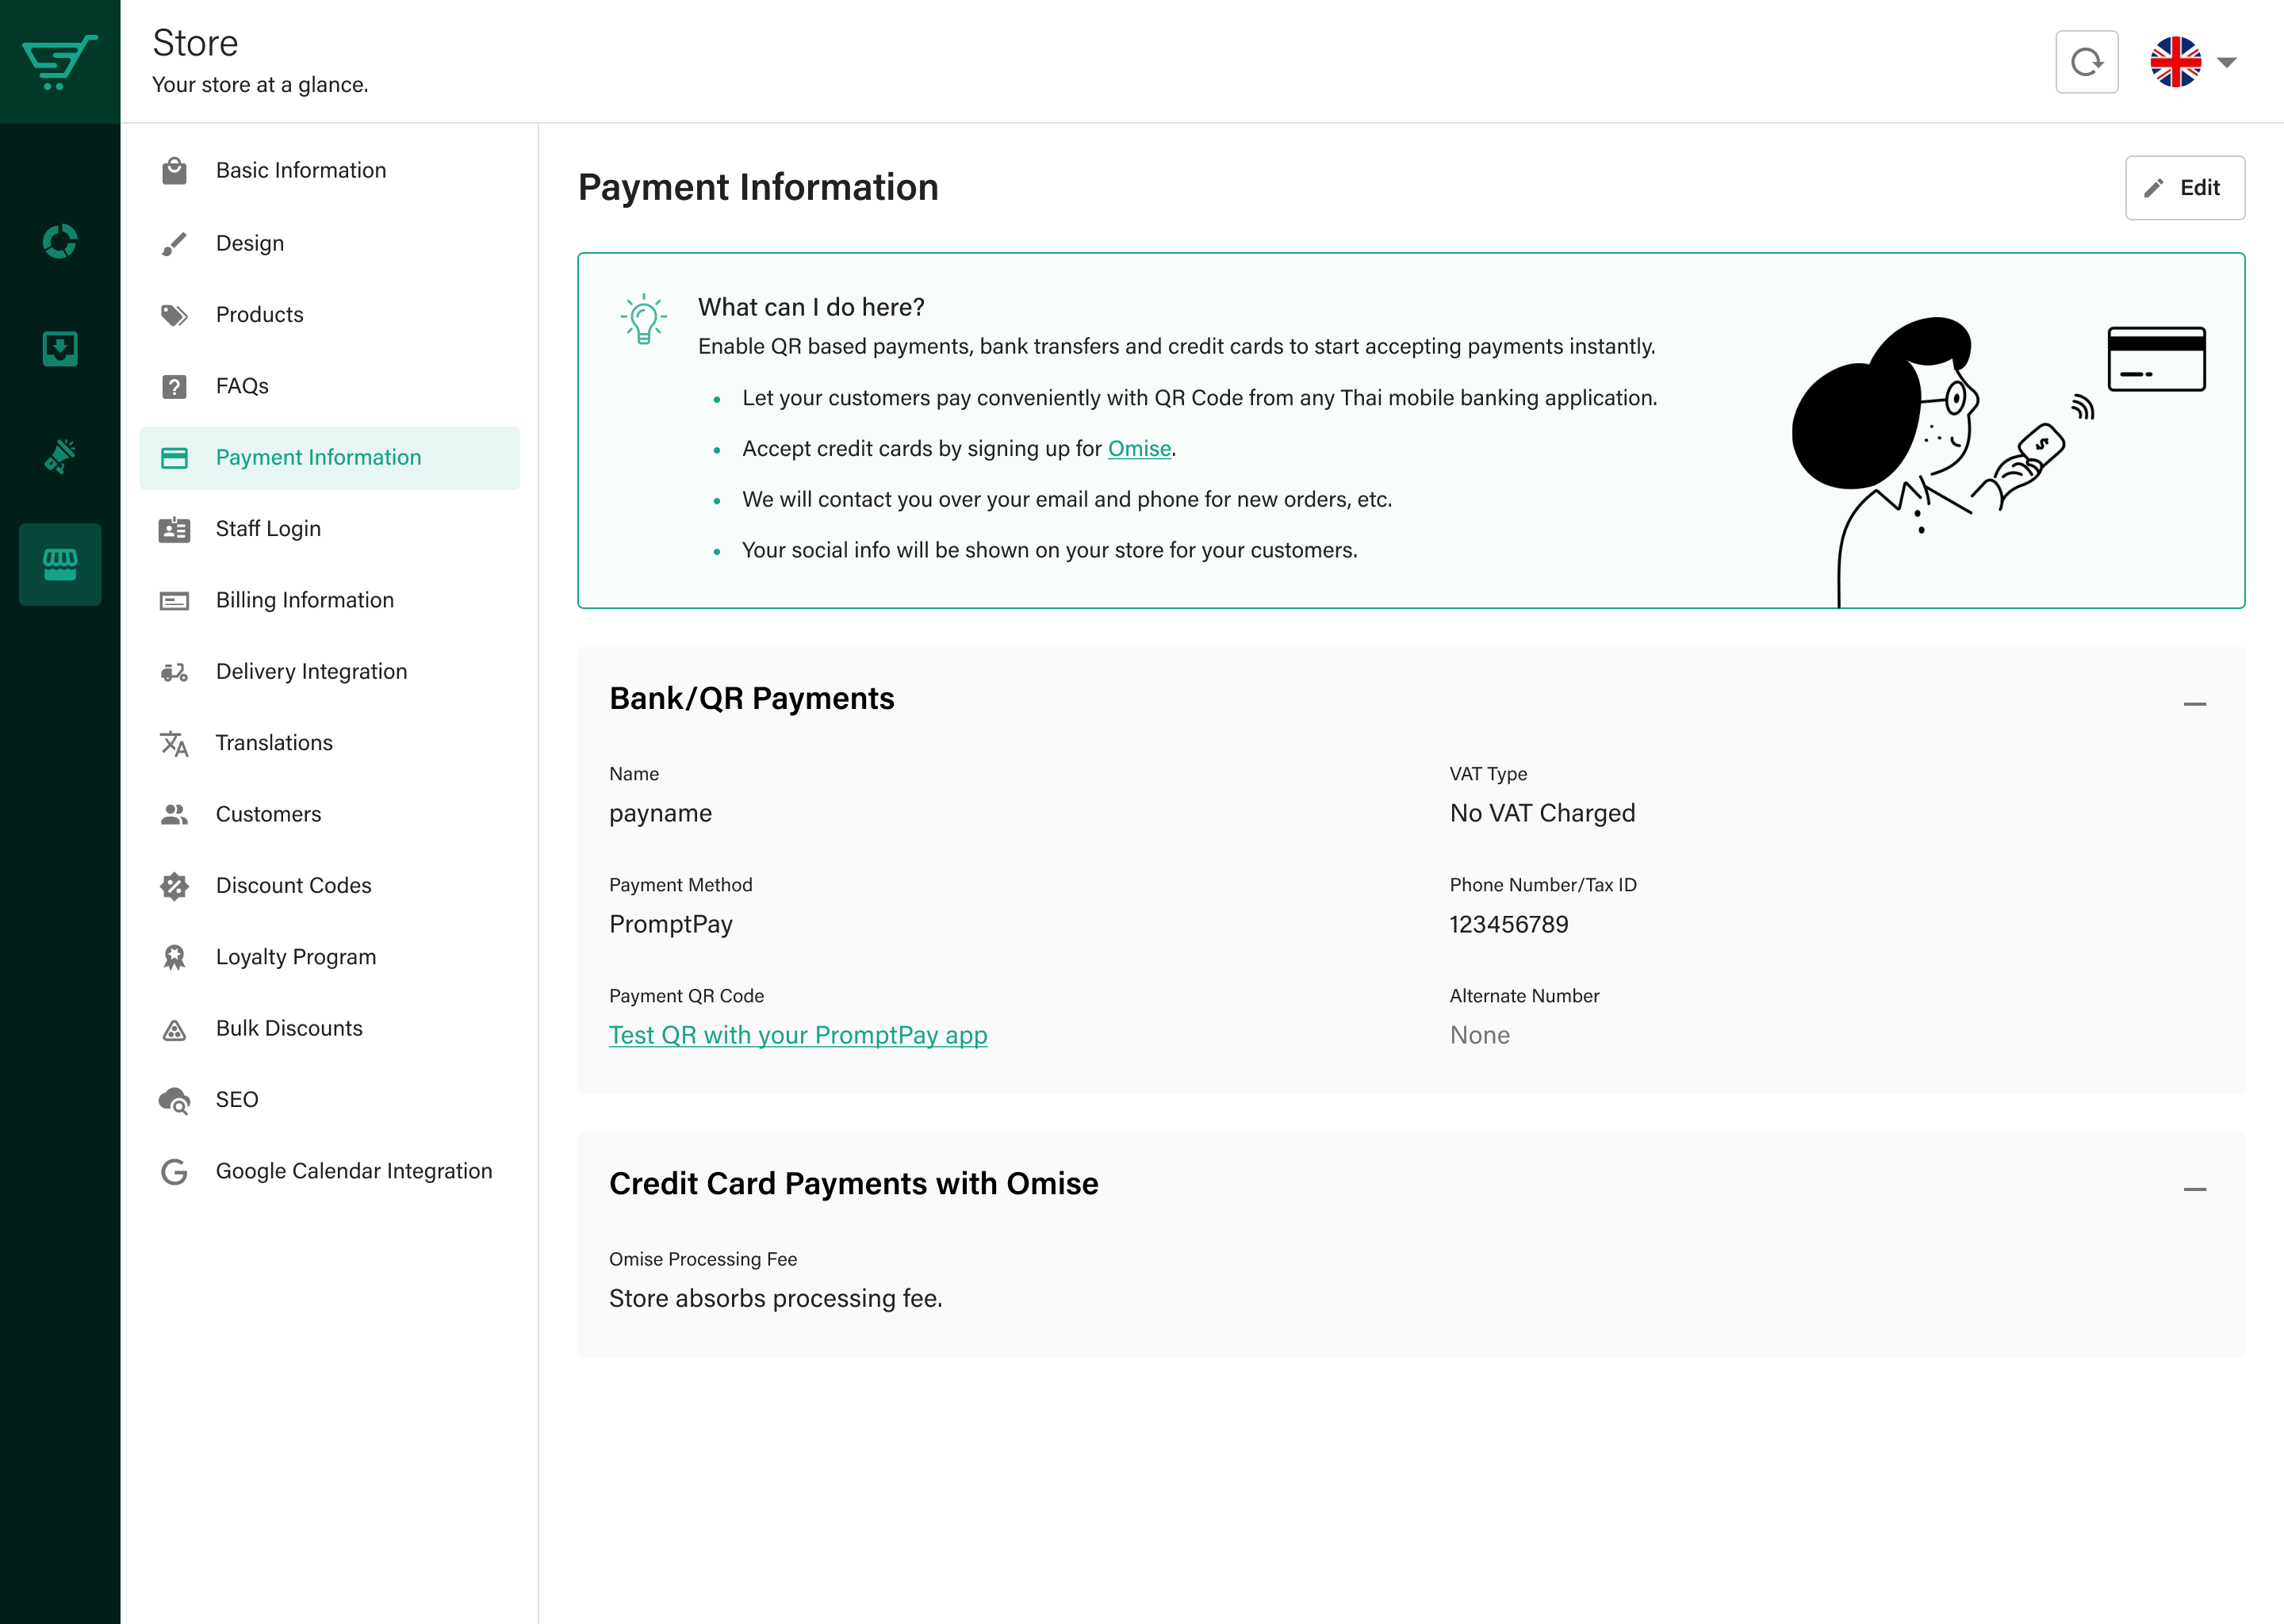 Store
Your store at a glance.
Basic Information
Design
Products
FAQs
Payment Information
Staff Login
Billing Information
Delivery Integration
Translations
Customers
Discount Codes
Loyalty Program
Bulk Discounts
SEO
Google Calendar Integration
Payment Information
Edit
What can I do here?
Enable QR based payments, bank transfers and credit cards to start accepting payments instantly.
Let your customers pay conveniently with QR Code from any Thai mobile banking application.
Accept credit cards by signing up for Omise.
We will contact you over your email and phone for new orders, etc.
Your social info will be shown on your store for your customers.
$
Bank/QR Payments
Name
payname
VAT Type
No VAT Charged
Payment Method
PromptPay
Phone Number/Tax ID
123456789
Payment QR Code
Test QR with your PromptPay app
Alternate Number
None
Credit Card Payments with Omise
Omise Processing Fee
Store absorbs processing fee.